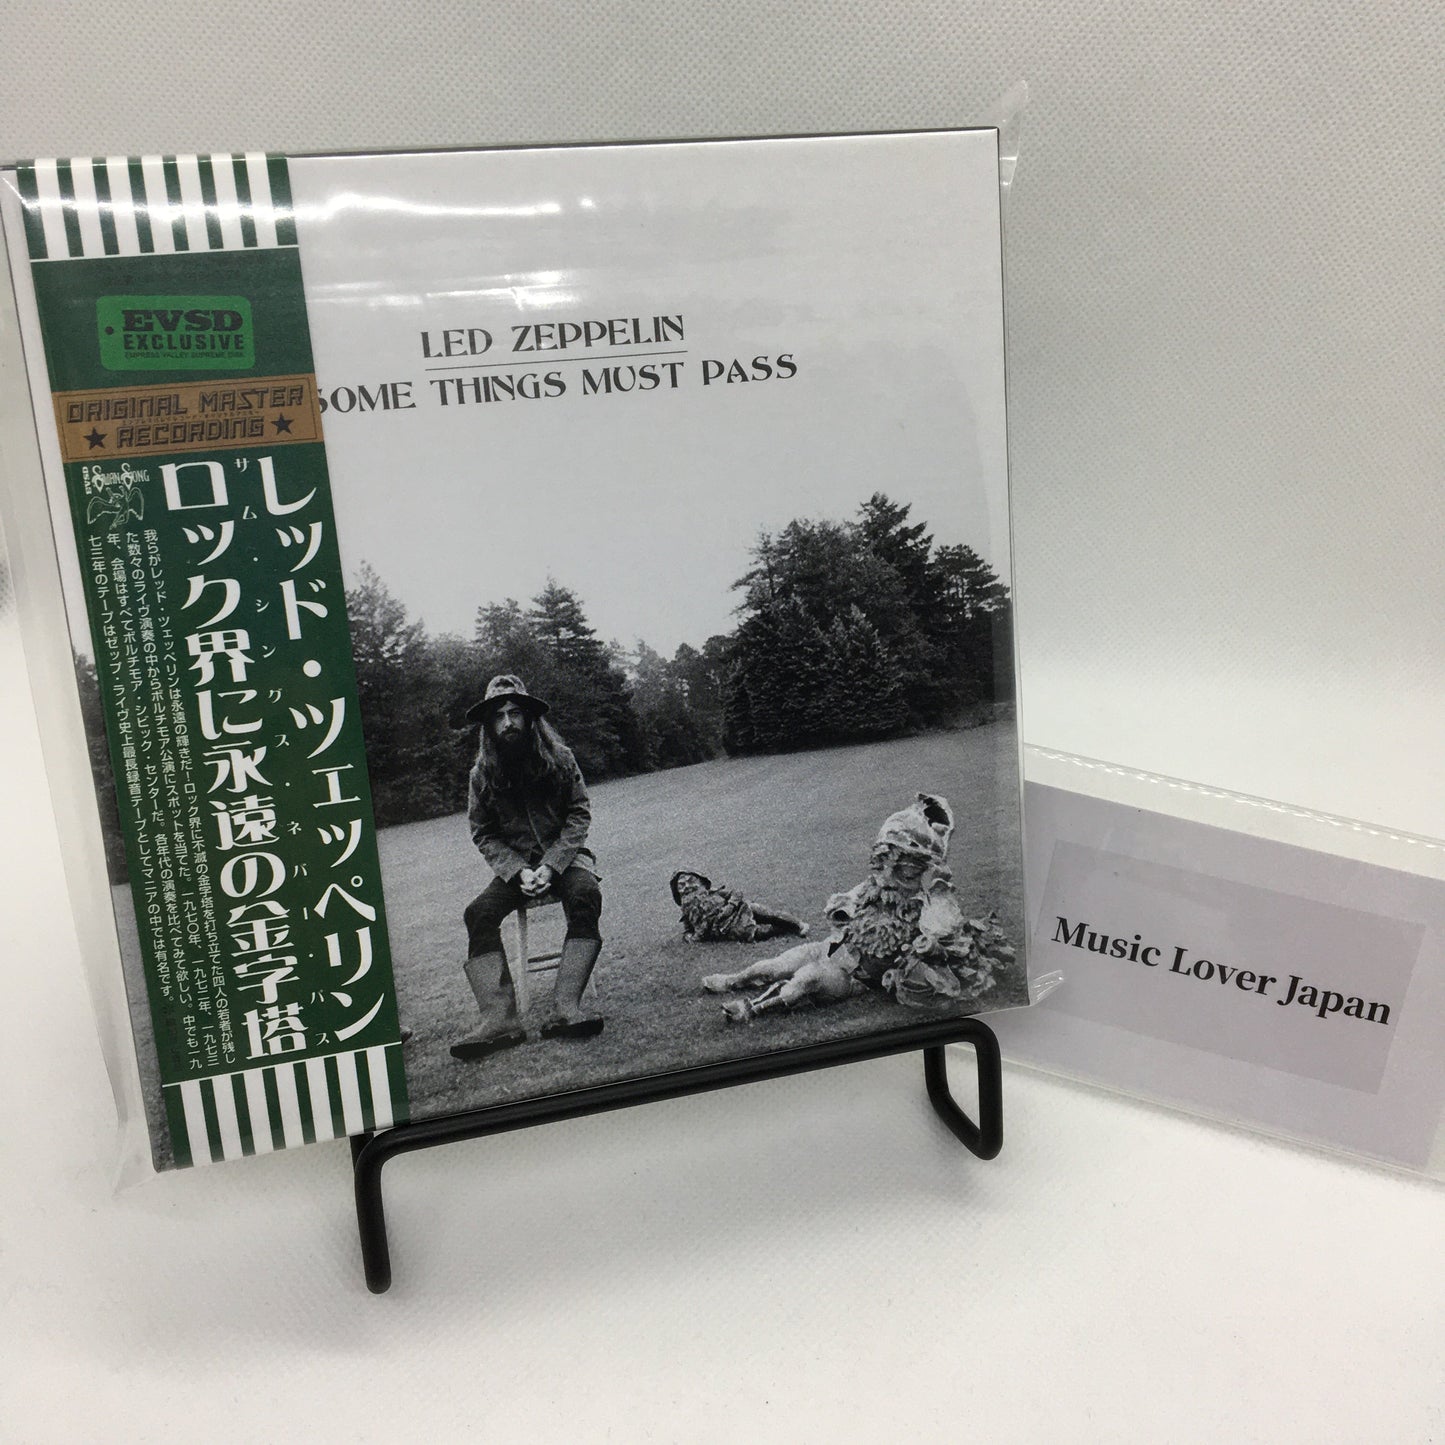 EVSD
EXCLUSIVE
EMPRESS VALLEY SUPREME DISK
ORIGINAL MASTER
RECORDING
SWAN SONG
EVSD
LED ZEPPELIN
SOME THINGS MUST PASS
レッド・ツェッペリン
サム・シングス・ネバー・パス
ロック界に永遠の金字塔
我らがレッド・ツェッペリンは永遠の輝きだ!ロック界に不滅の金字塔を打ち立てた四人の若者が残し
た数々のライヴ演奏の中からボルチモア公演にスポットを当てた。一九七〇年、一九七二年、一九七三
年、会場はすべてボルチモア・シビック・センターだ。各年代の演奏を比べてみて欲しい。中でも一九
七三年のテープはゼップ・ライヴ史上最長録音テープとしてマニアの中では有名です。
Music Lover Japan